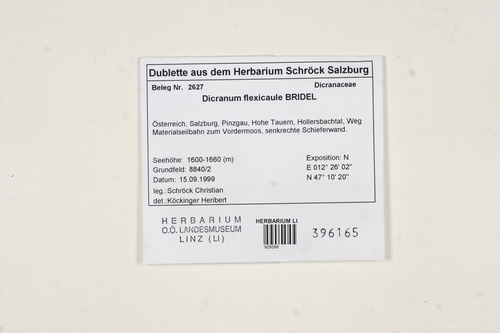 Dublette aus dem Herbarium Schröck Salzburg
Beleg Nr. 2627 Dicranaceae
Dicranum flexicaule BRIDEL
Österreich, Salzburg, Pinzgau, Hohe Tauern, Hollersbachtal, Weg
Materialseilbahn zum Vordermoos, senkrechte Schieferwand.
Seehöhe: 1600-1660 (m) Exposition: N
Grundfeld: 8840/2 E 012° 26' 02"
Datum: 15.09.1999 N 47° 10' 20"
leg.:Schröck Christian
det.:Köckinger Heribert
HERBARIUM
O.Ö. LANDESMUSEUM
LINZ (LI)
HERBARIUM LI
396165